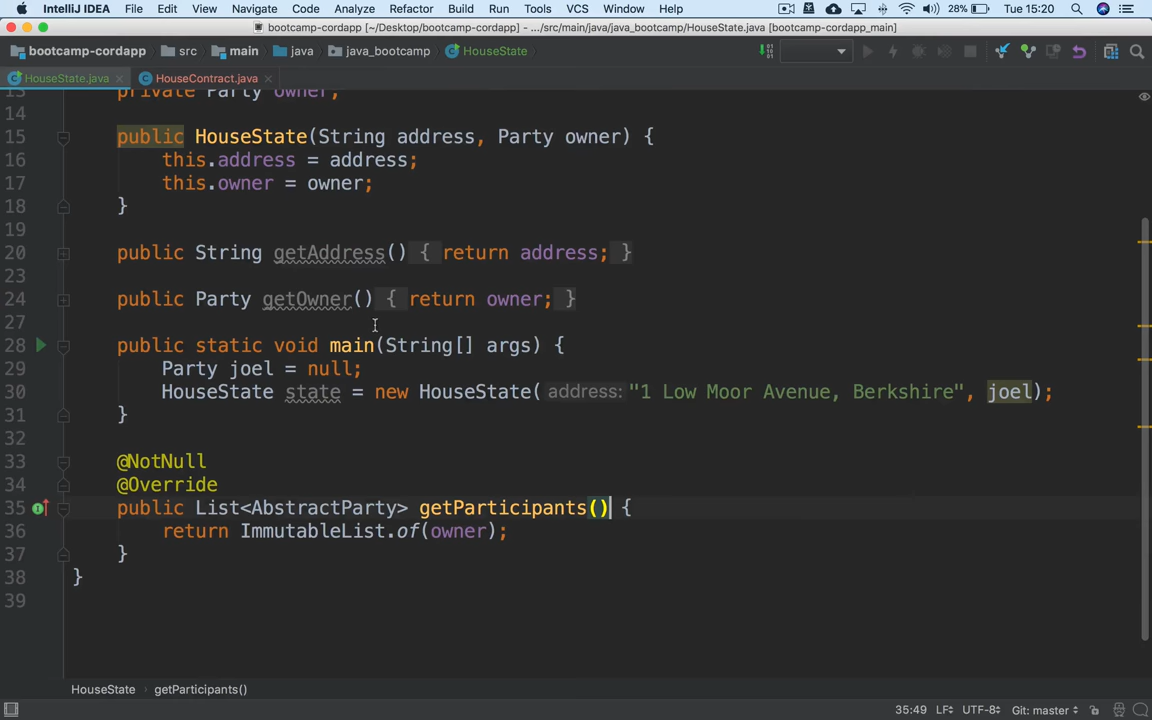 IntelliJ IDEA File Edit View Navigate Code Analyze Refactor Build Run Tools VCS Window Help 28% Tue 15:20
bootcamp-cordapp [~/Desktop/bootcamp-cordapp] - .../src/main/java/java_bootcamp/HouseState.java [bootcamp-cordapp_main]
bootcamp-cordapp src main java java_bootcamp HouseState
HouseState.java HouseContract.java
13 private Party owner;
14
15 public HouseState(String address, Party owner) {
16 this.address = address;
17 this.owner = owner;
18 }
19
20 public String getAddress() { return address; }
23
24 public Party getOwner() { return owner; }
27
28 public static void main(String[] args) {
29 Party joel = null;
30 HouseState state = new HouseState( address: "1 Low Moor Avenue, Berkshire", joel);
31 }
32
33 @NotNull
34 @Override
35 public List<AbstractParty> getParticipants() {
36 return ImmutableList.of(owner);
37 }
38 }
39
HouseState › getParticipants()
35:49 LF UTF-8 Git: master